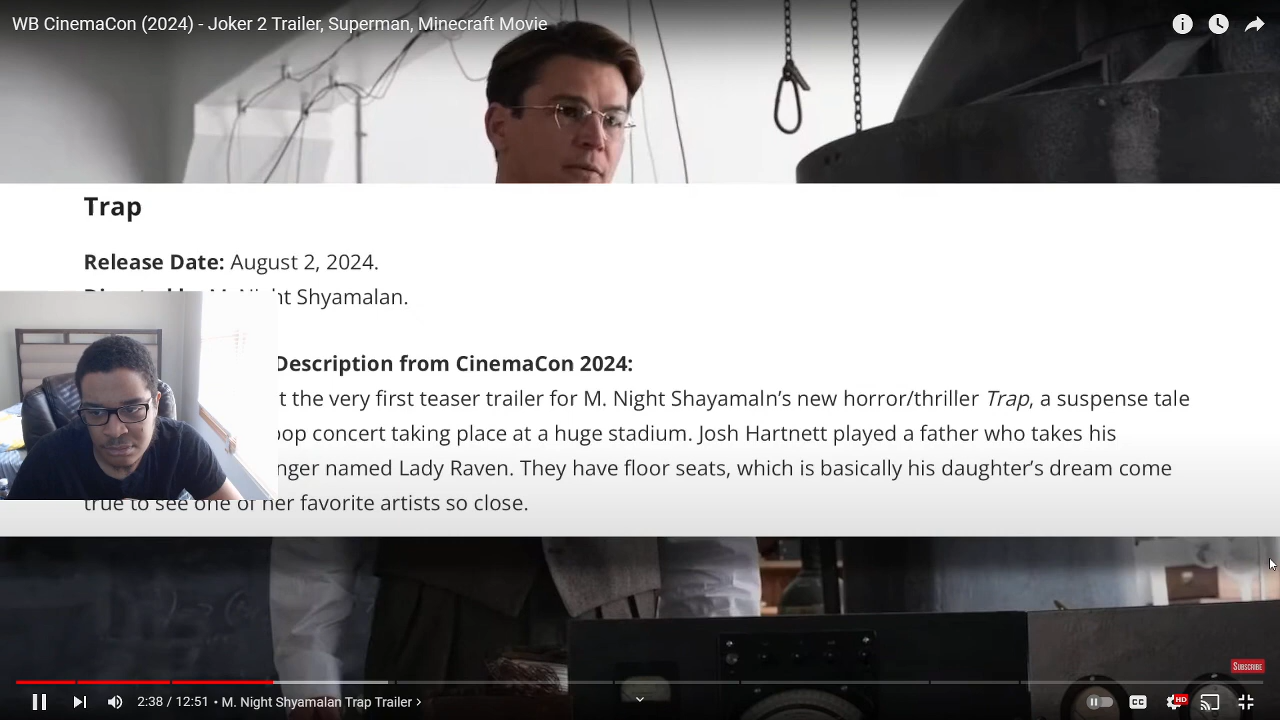 WB CinemaCon (2024) - Joker 2 Trailer, Superman, Minecraft Movie
Trap
Release Date: August 2, 2024.
Night Shyamalan.
Description from CinemaCon 2024:
the very first teaser trailer for M. Night Shayamaln’s new horror/thriller Trap, a suspense tale
concert taking place at a huge stadium. Josh Hartnett played a father who takes his
named Lady Raven. They have floor seats, which is basically his daughter’s dream come
true to see one of her favorite artists so close.
SUBSCRIBE
2:38 / 12:51 • M. Night Shyamalan Trap Trailer >
CC
HD